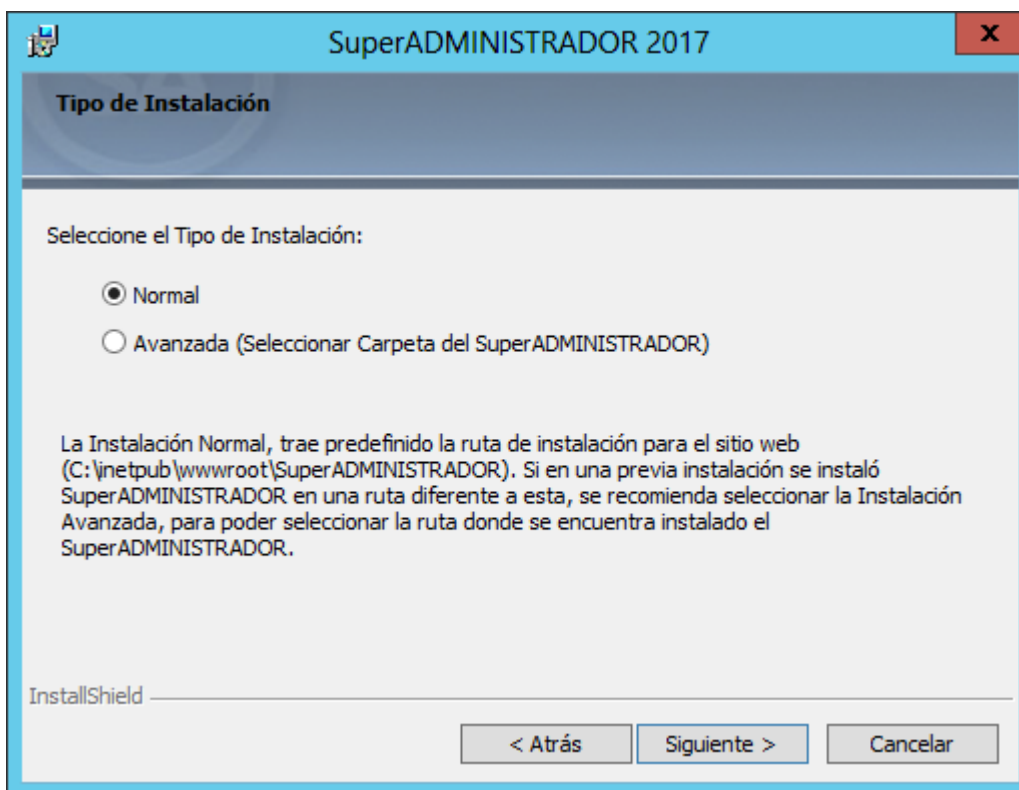 SuperADMINISTRADOR 2017
x
SA
Tipo de Instalación
Seleccione el Tipo de Instalación:
Normal
Avanzada (Seleccionar Carpeta del SuperADMINISTRADOR)
La Instalación Normal, trae predefinido la ruta de instalación para el sitio web
(C:\inetpub\wwwroot\SuperADMINISTRADOR). Si en una previa instalación se instaló
SuperADMINISTRADOR en una ruta diferente a esta, se recomienda seleccionar la Instalación
Avanzada, para poder seleccionar la ruta donde se encuentra instalado el
SuperADMINISTRADOR.
InstallShield
< Atrás
Siguiente >
Cancelar